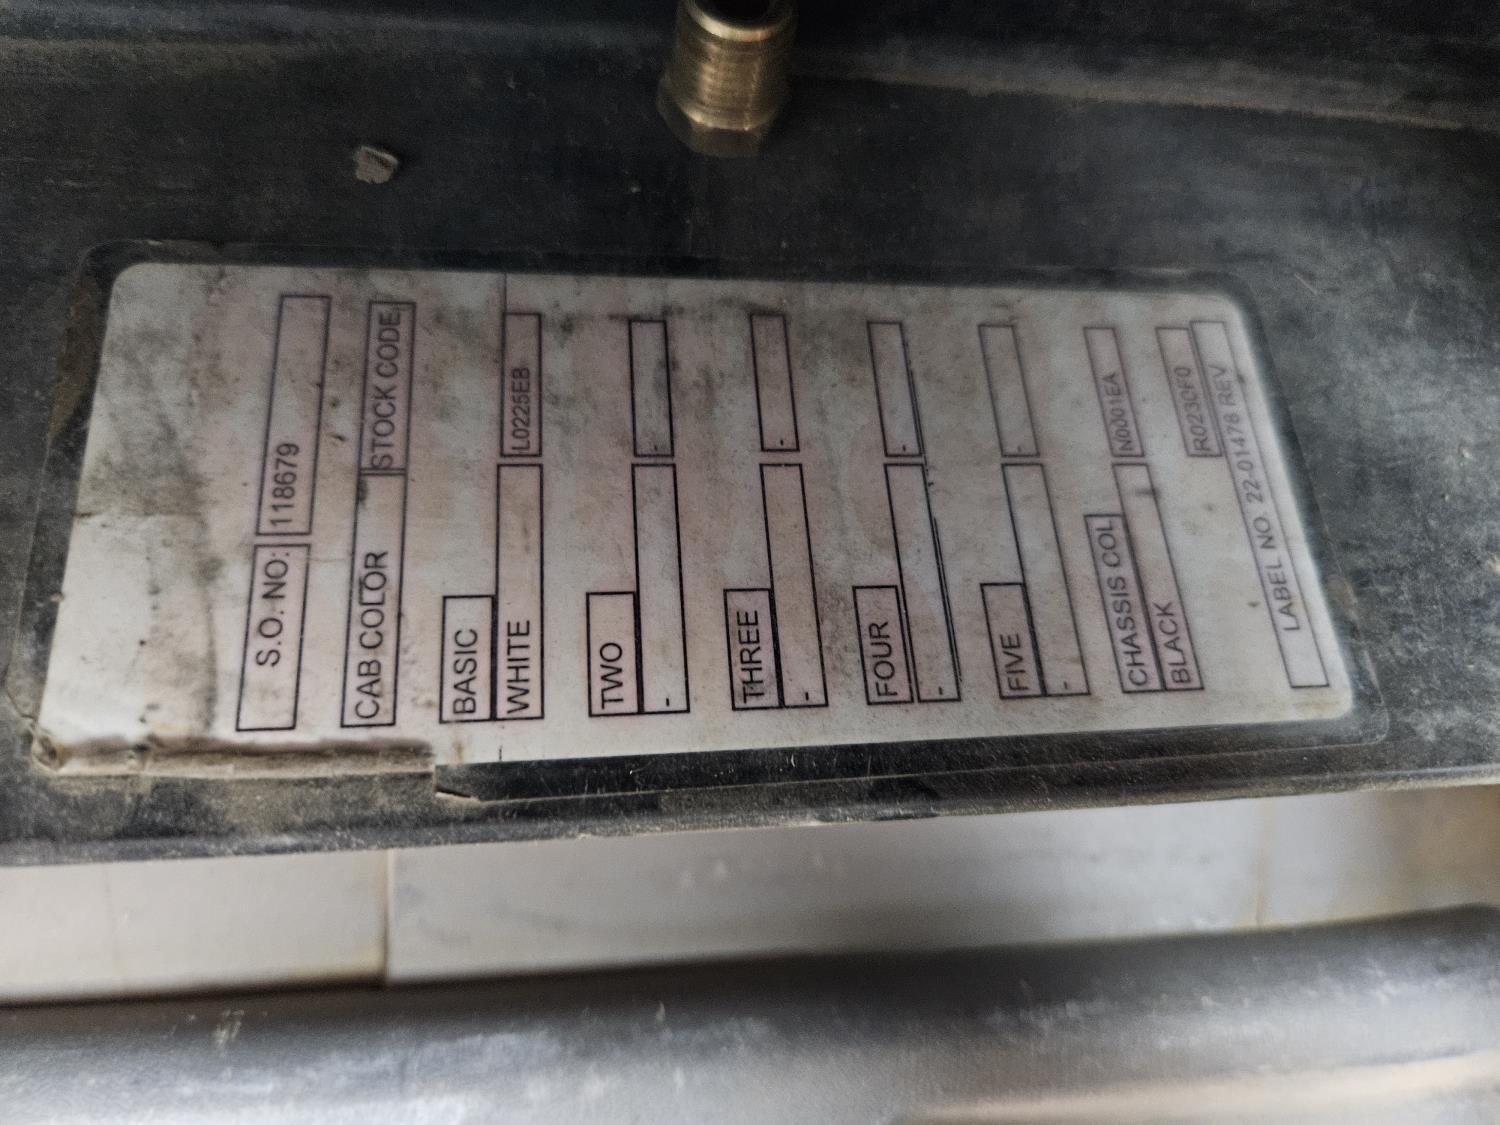 S.O. NO: 118679
CAB COLOR STOCK CODE
BASIC
WHITE L0225EB
TWO
- -
THREE
- -
FOUR
- -
FIVE
- -
CHASSIS COL
BLACK N0001EA
R0230F0
LABEL NO. 22-01478 REV